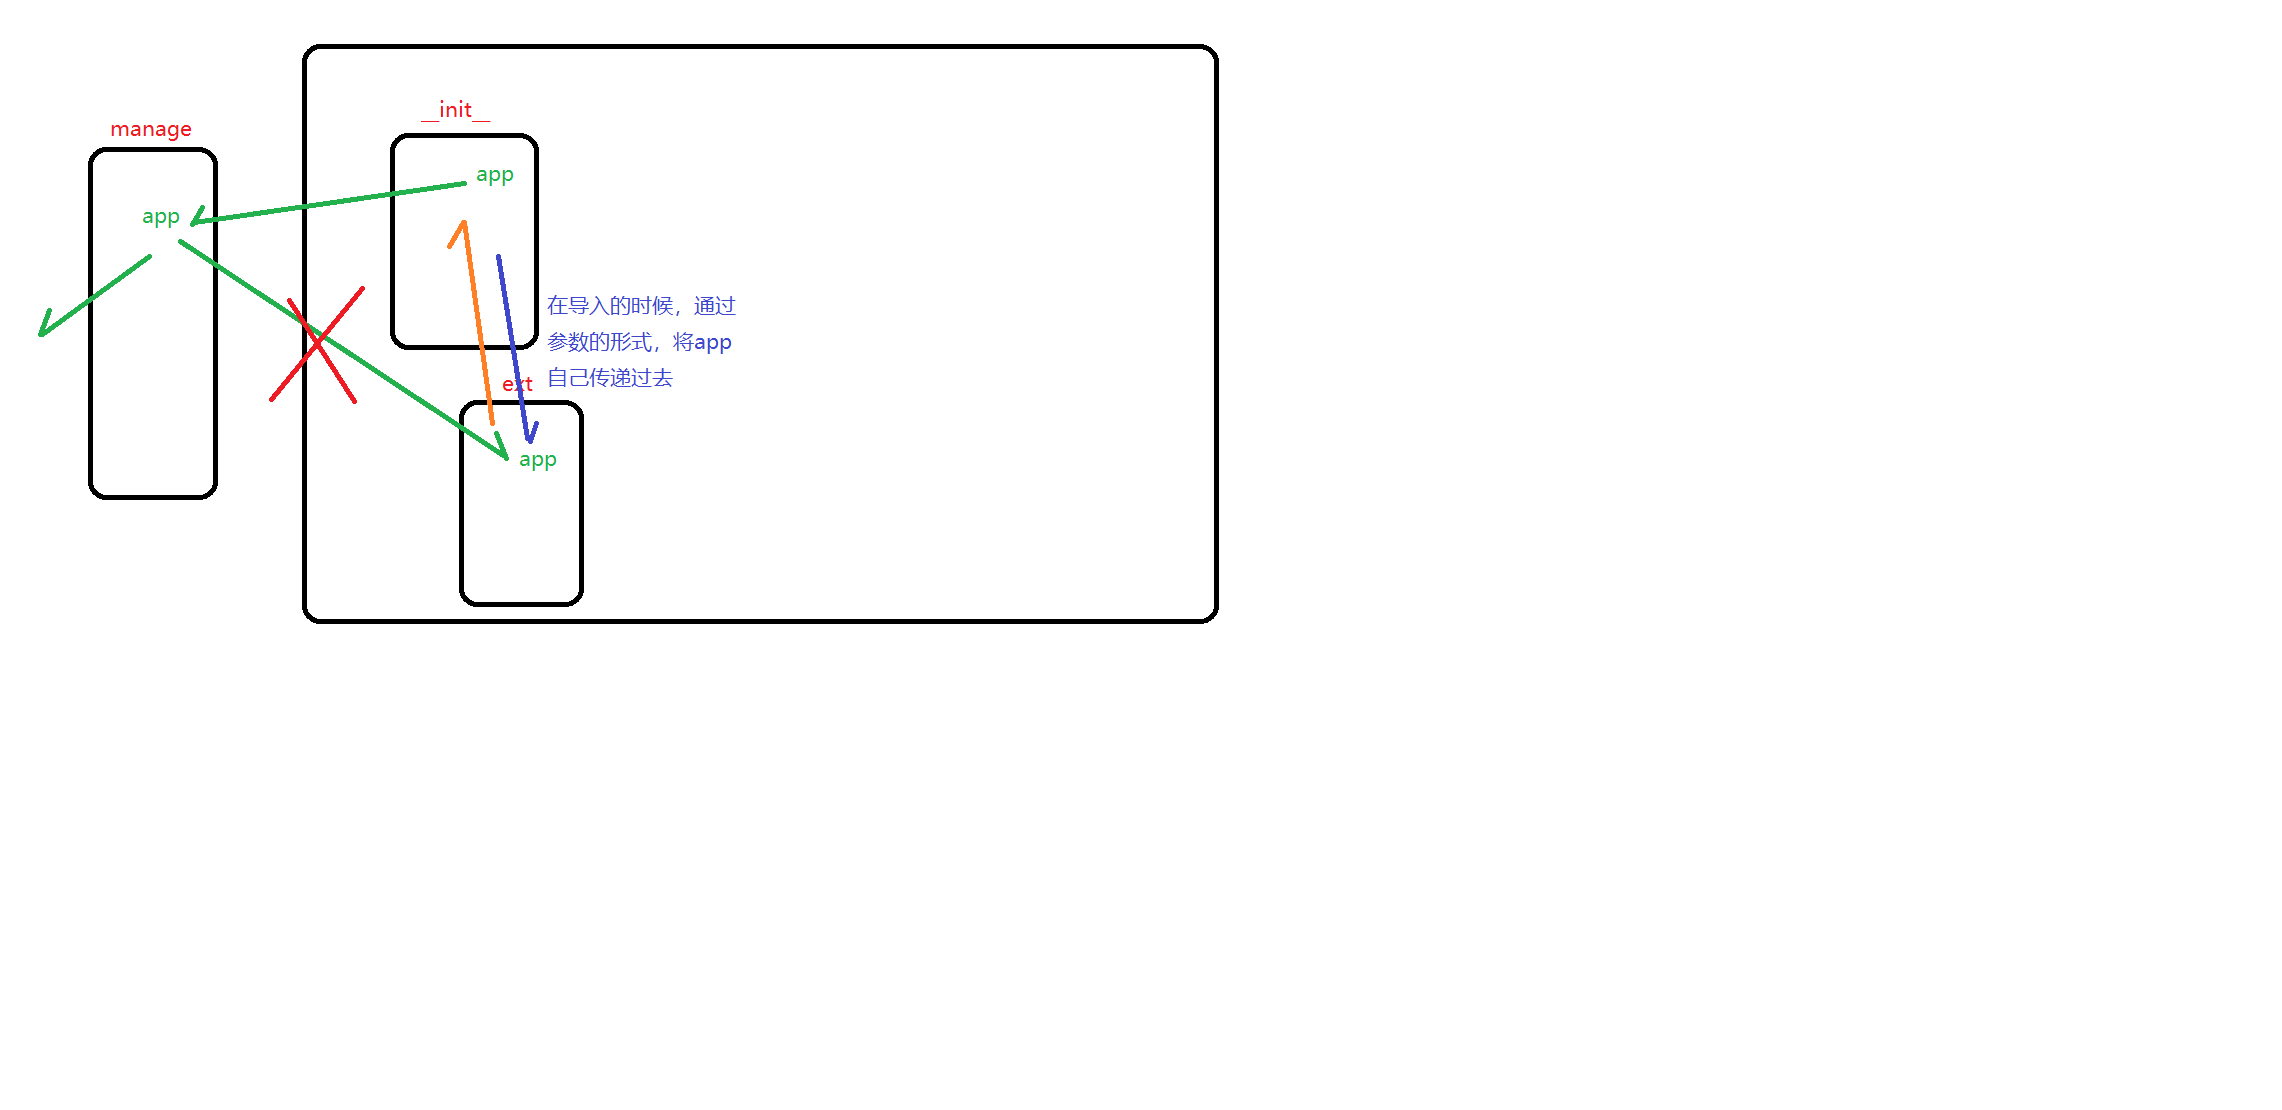 __init__
manage
app
app
在导入的时候，通过
参数的形式，将app
自己传递过去
ext
app